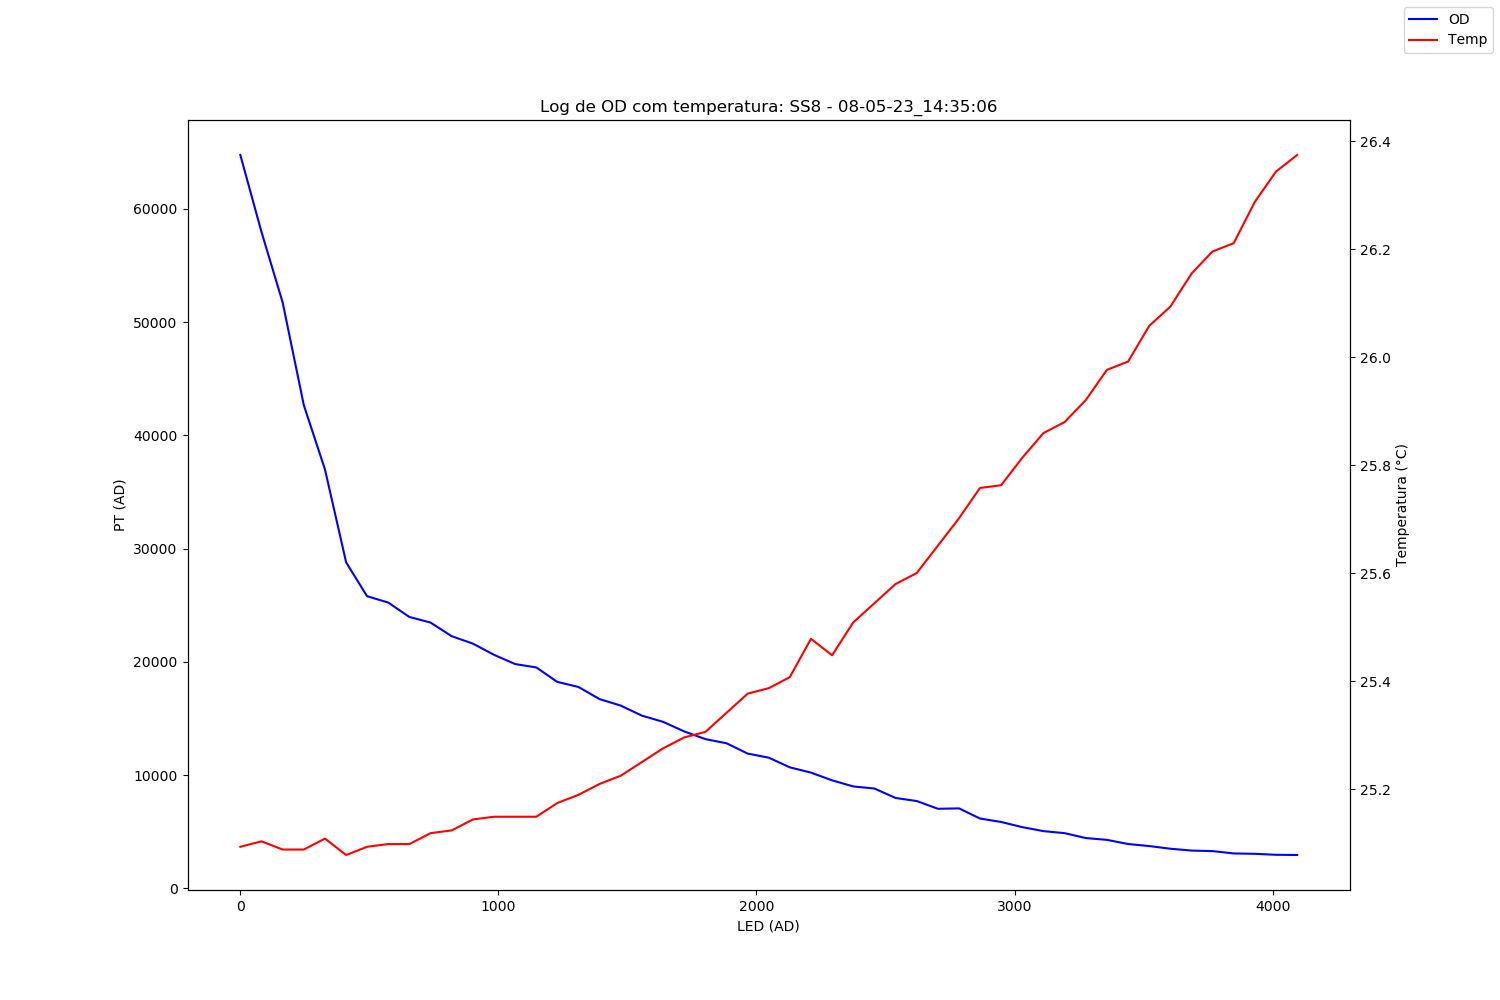 OD
Temp
Log de OD com temperatura: SS8 - 08-05-23_14:35:06
60000
50000
40000
30000
20000
10000
0
PT (AD)
26.4
26.2
26.0
25.8
25.6
25.4
25.2
Temperatura (°C)
0 1000 2000 3000 4000
LED (AD)